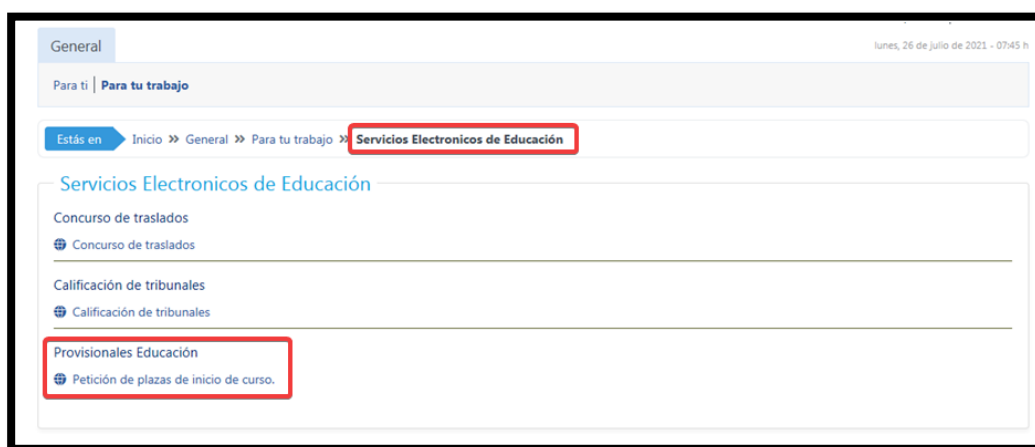 General
lunes, 26 de julio de 2021 - 07:45 h
Para ti | Para tu trabajo
Estás en Inicio » General » Para tu trabajo » Servicios Electronicos de Educación
Servicios Electronicos de Educación
Concurso de traslados
Concurso de traslados
Calificación de tribunales
Calificación de tribunales
Provisionales Educación
Petición de plazas de inicio de curso.